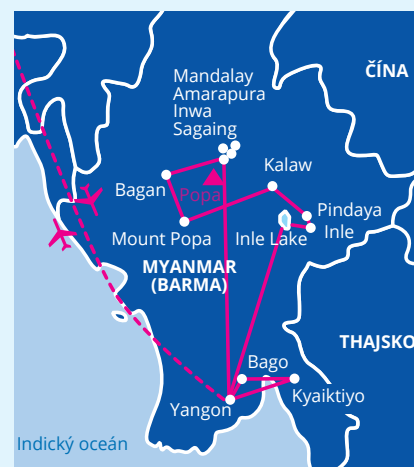 Mandalay
Amarapura
Inwa
Sagaing
ČÍNA
Kalaw
Bagan
Popa
Pindaya
Mount Popa
Inle Lake
Inle
MYANMAR
(BARMA)
THAJSKO
Bago
Kyaiktiyo
Yangon
Indický oceán